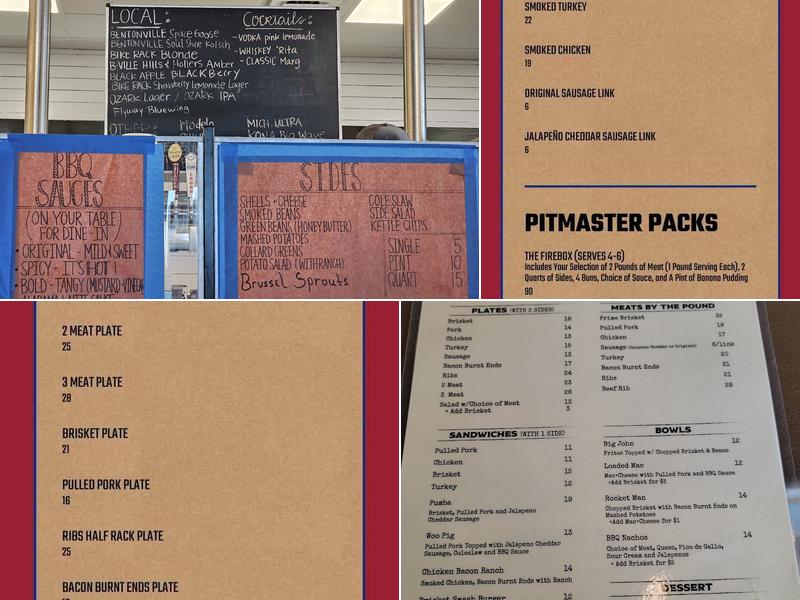 LOCAL:
BENTONVILLE Space Goose
BENTONVILLE Soul Shee Kolsch
BIKE RACK Blonde
B-VILLE HILLS & Hollers Amber
BLACK APPLE BLACKBerry
BIKE RACK Strawberry Lemonade Lager
OZARK Lager / OZARK IPA
Flyway Bluewing
OTHER:
Modelo
MICH. ULTRA
KONA Big Wave
Cocktails:
-VODKA pink lemonade
-WHISKEY 'Rita
-CLASSIC Marg
BBQ
SAUCES
(ON YOUR TABLE)
FOR DINE-IN
• ORIGINAL - MILD & SWEET
• SPICY - IT'S HOT!
• BOLD - TANGY (MUSTARD + VINEGAR
SIDES
SHELLS + CHEESE
SMOKED BEANS
GREEN BEANS (HONEY BUTTER)
MASHED POTATOES
COLLARD GREENS
POTATO SALAD (WITH RANCH)
Brussel Sprouts
COLE SLAW
SIDE SALAD
KETTLE CHIPS
SINGLE 5
PINT 10
QUART 15
SMOKED TURKEY
22
SMOKED CHICKEN
19
ORIGINAL SAUSAGE LINK
6
JALAPEÑO CHEDDAR SAUSAGE LINK
6
PITMASTER PACKS
THE FIREBOX (SERVES 4-6)
Includes Your Selection of 2 Pounds of Meat (1 Pound Serving Each), 2
Quarts of Sides, 4 Buns, Choice of Sauce, and A Pint of Banana Pudding
90
2 MEAT PLATE
25
3 MEAT PLATE
28
BRISKET PLATE
21
PULLED PORK PLATE
16
RIBS HALF RACK PLATE
25
BACON BURNT ENDS PLATE
PLATES (WITH 2 SIDES)
Brisket 18
Pork 14
Chicken 13
Turkey 15
Sausage 13
Bacon Burnt Ends 17
Ribs 24
2 Meat 23
3 Meat 26
Salad w/Choice of Meat 13
+ Add Brisket 3
SANDWICHES (WITH 1 SIDE)
Pulled Pork 11
Chicken 11
Brisket 15
Turkey 12
Pumba 19
Brisket, Pulled Pork and Jalapeno
Cheddar Sausage
Woo Pig 13
Pulled Pork Topped with Jalapeno Cheddar
Sausage, Coleslaw and BBQ Sauce
Chicken Bacon Ranch 14
Smoked Chicken, Bacon Burnt Ends with Ranch
Brisket Smash Burger 12
MEATS BY THE POUND
Prime Brisket 32
Pulled Pork 19
Chicken 17
Sausage (Jalapeno Cheddar or Original) 6/link
Turkey 20
Bacon Burnt Ends 31
Ribs 21
Beef Rib 28
BOWLS
Big John 12
Fritos Topped w/ Chopped Brisket & Beans
Loaded Mac 12
Mac+Cheese with Pulled Pork and BBQ Sauce
+Add Brisket for $3
Rocket Man 14
Chopped Brisket with Bacon Burnt Ends on
Mashed Potatoes
+Add Mac+Cheese for $1
BBQ Nachos 14
Choice of Meat, Queso, Pico de Gallo,
Sour Cream and Jalapenos
+Add Brisket for $2
DESSERT